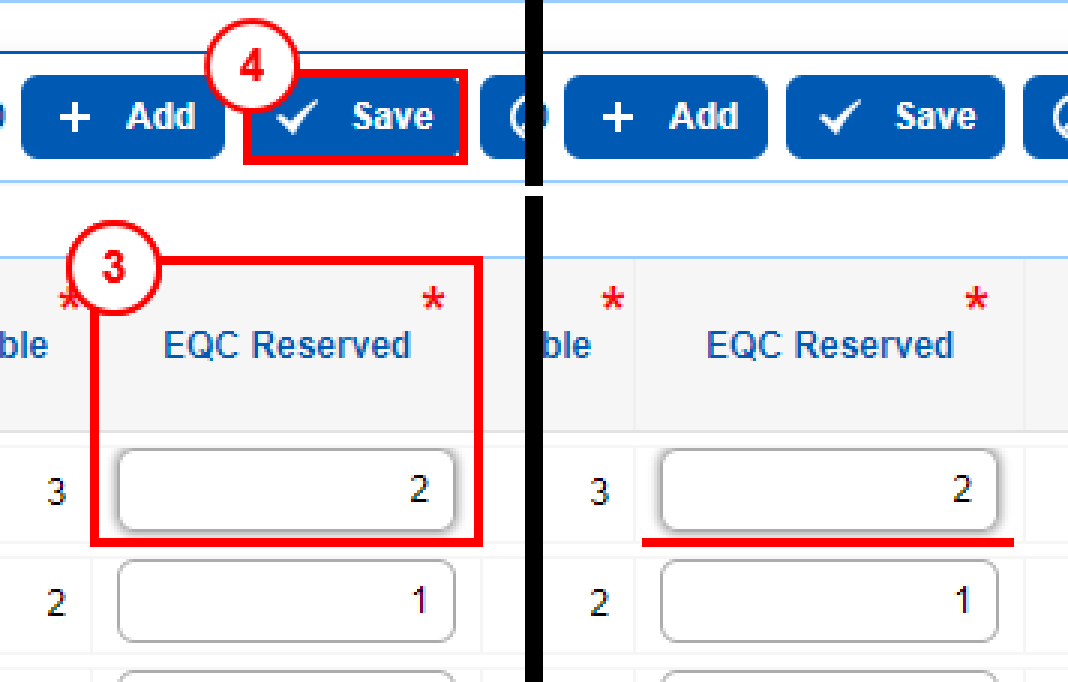 4
+ Add ✓ Save + Add ✓ Save
3
* * * *
ble EQC Reserved ble EQC Reserved
3 2 3 2
2 1 2 1